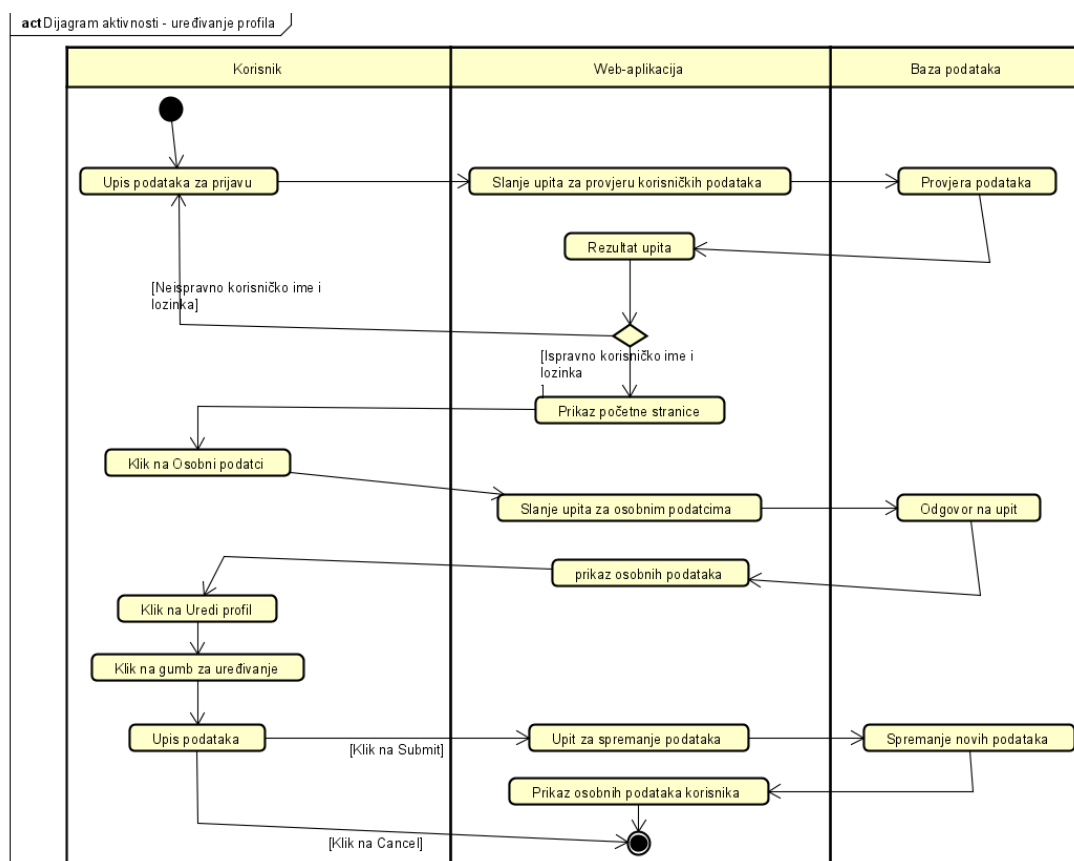 act Dijagram aktivnosti - uređivanje profila
Korisnik
Web-aplikacija
Baza podataka
Upis podataka za prijavu
Slanje upita za provjeru korisničkih podataka
Provjera podataka
Rezultat upita
[Neispravno korisničko ime i
lozinka]
[Ispravno korisničko ime i
lozinka
]
Prikaz početne stranice
Klik na Osobni podatci
Slanje upita za osobnim podatcima
Odgovor na upit
prikaz osobnih podataka
Klik na Uredi profil
Klik na gumb za uređivanje
Upis podataka
[Klik na Submit]
Upit za spremanje podataka
Spremanje novih podataka
Prikaz osobnih podataka korisnika
[Klik na Cancel]